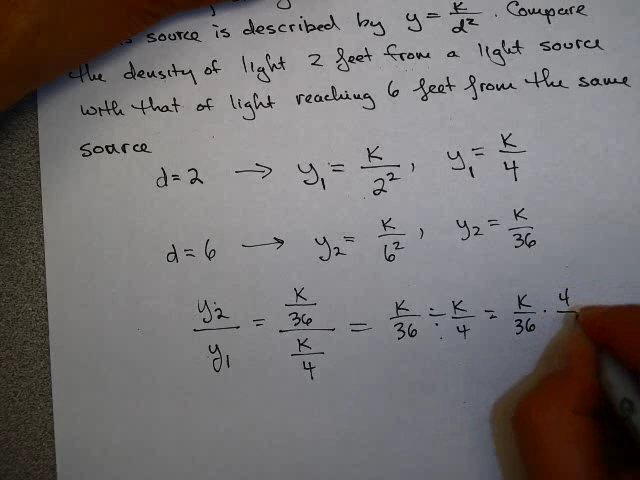 source is described by y = K/d². Compare
the density of light 2 feet from a light source
with that of light reaching 6 feet from the same
source
d=2 → y₁ = K/2², y₁ = K/4
d=6 → y₂ = K/6², y₂ = K/36
y₂/y₁ = (K/36)/(K/4) = K/36 ÷ K/4 = K/36 · 4/